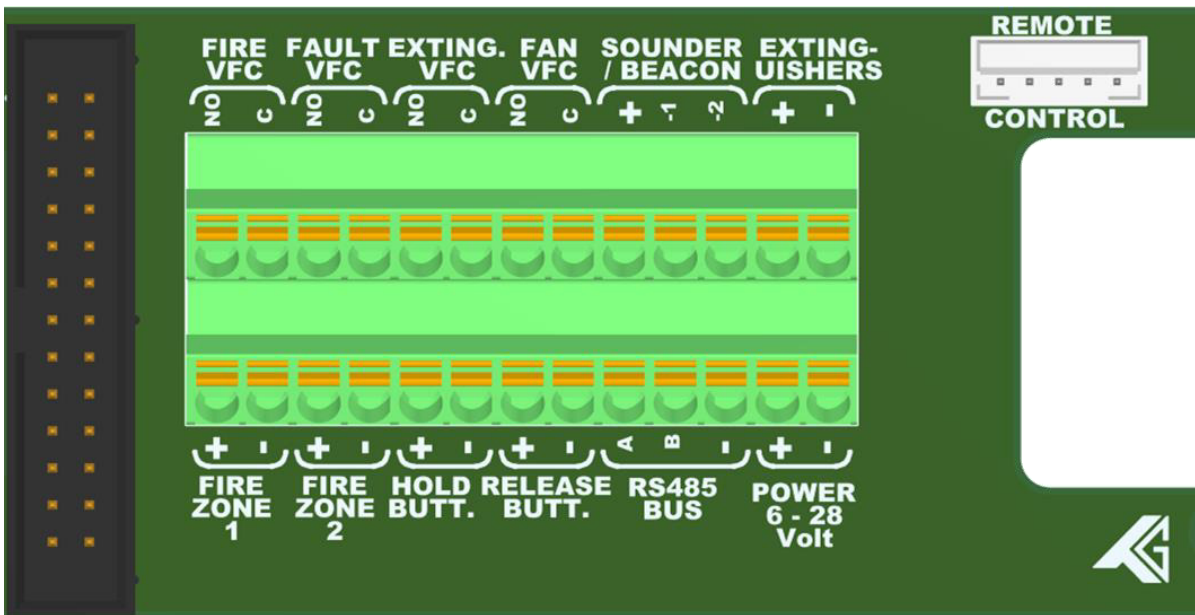 REMOTE
FIRE FAULT EXTING. FAN SOUNDER EXTING-
VFC VFC VFC VFC / BEACON UISHERS
NO C NO C NO C NO C + -1 -2 + -
CONTROL
+ - + - + - + - A B - + -
FIRE FIRE HOLD RELEASE RS485 POWER
ZONE ZONE BUTT. BUTT. BUS 6 - 28
1 2 Volt